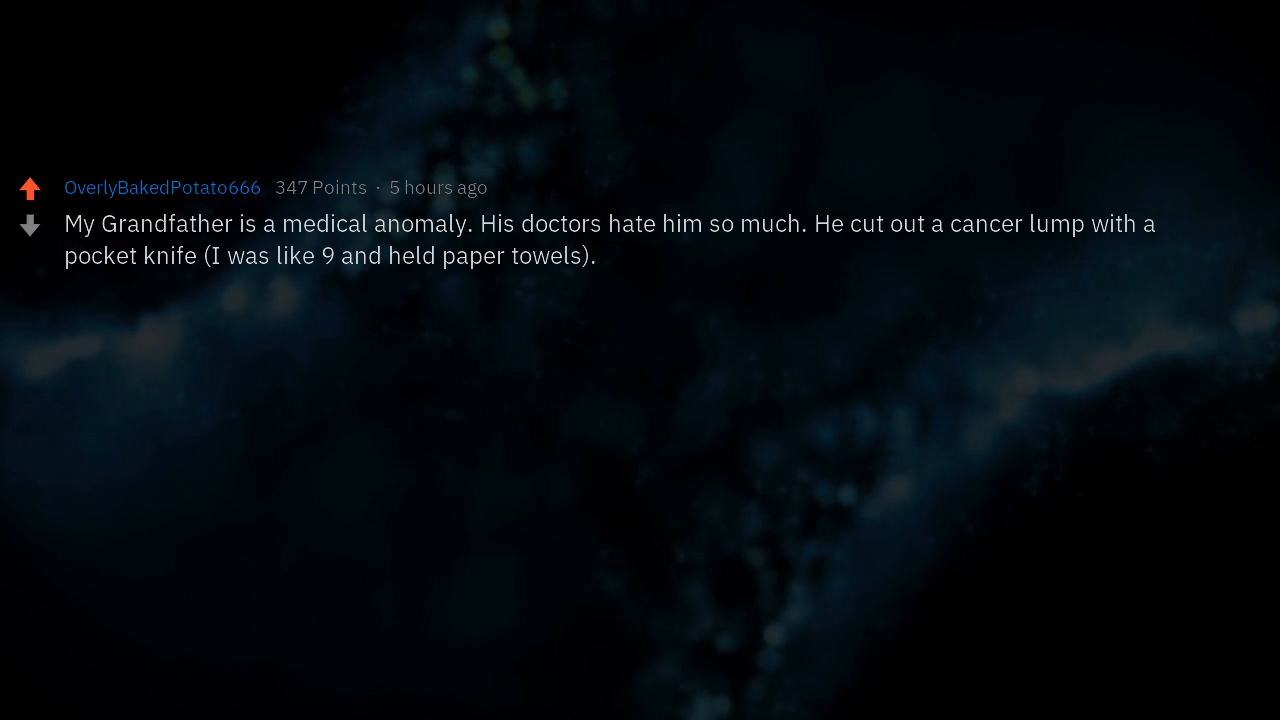 OverlyBakedPotato666 347 Points · 5 hours ago
My Grandfather is a medical anomaly. His doctors hate him so much. He cut out a cancer lump with a
pocket knife (I was like 9 and held paper towels).